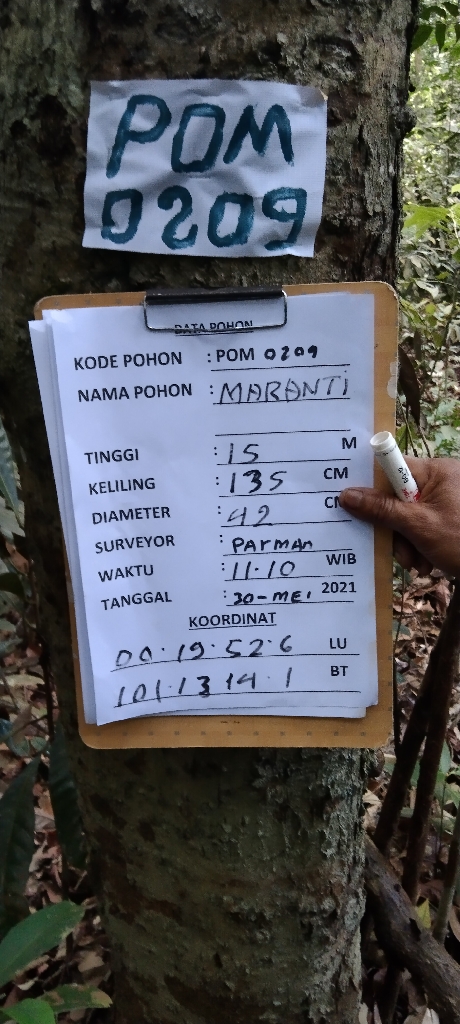 POM
0209
DATA POHON
KODE POHON : POM 0209
NAMA POHON : MARANTI
TINGGI : 15 M
KELILING : 135 CM
DIAMETER : 42 CM
SURVEYOR : PARMAN
WAKTU : 11.10 WIB
TANGGAL : 30-MEI 2021
KOORDINAT
00.19.52.6 LU
101.13 14.1 BT